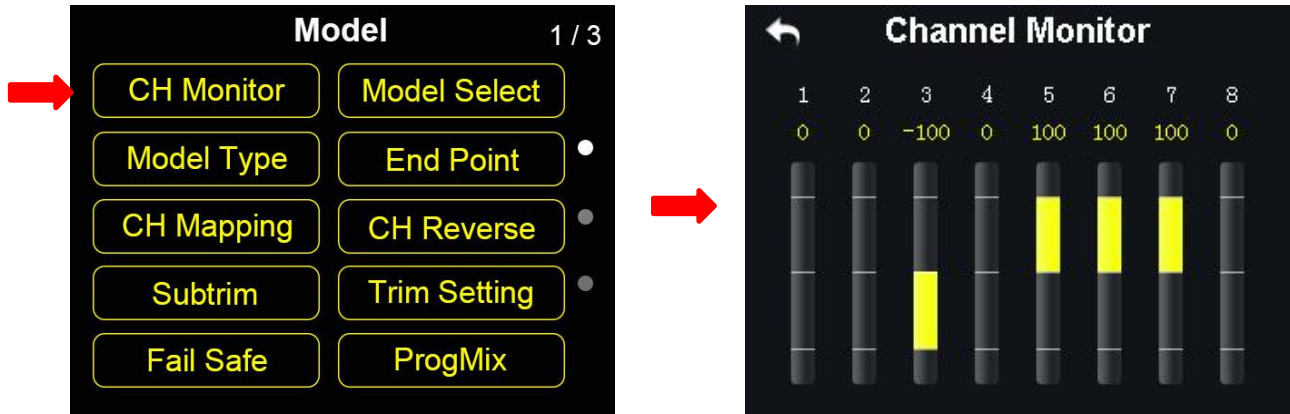 Model 1 / 3
CH Monitor Model Select
Model Type End Point
CH Mapping CH Reverse
Subtrim Trim Setting
Fail Safe ProgMix
Channel Monitor
1 2 3 4 5 6 7 8
0 0 -100 0 100 100 100 0